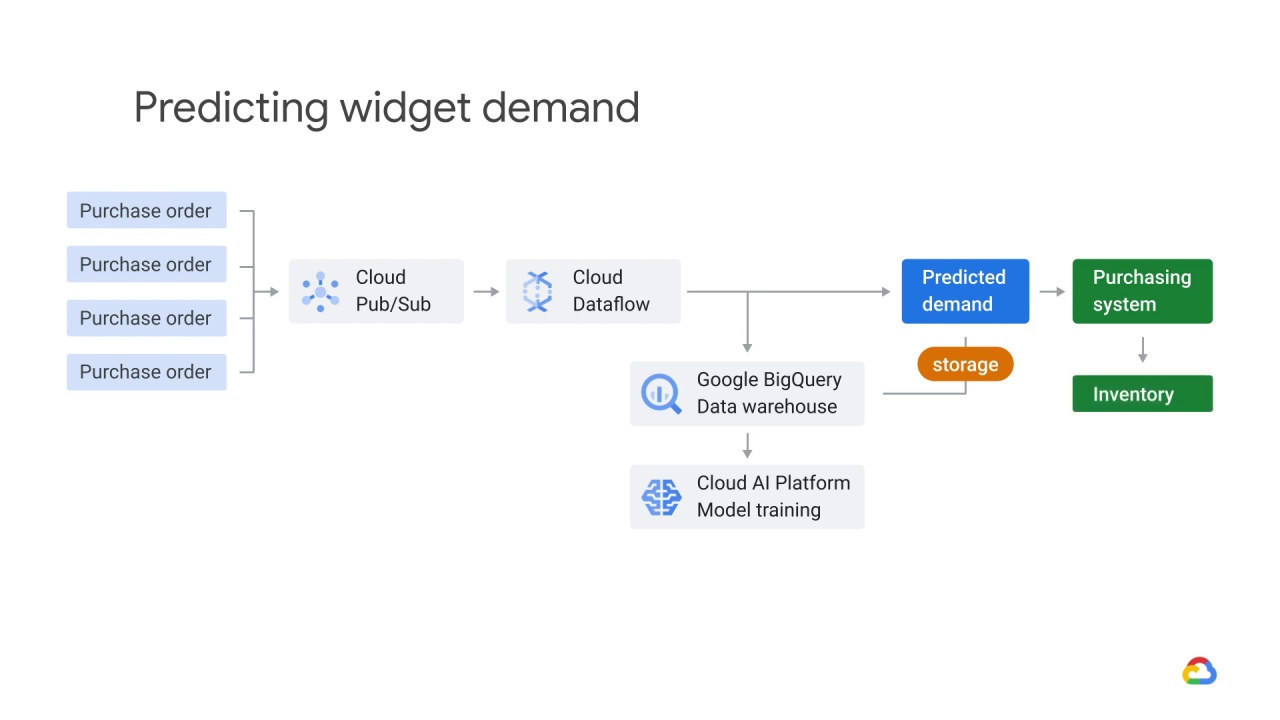 Predicting widget demand
Purchase order
Purchase order
Purchase order
Purchase order
Cloud
Pub/Sub
Cloud
Dataflow
Predicted
demand
Purchasing
system
storage
Google BigQuery
Data warehouse
Inventory
Cloud AI Platform
Model training